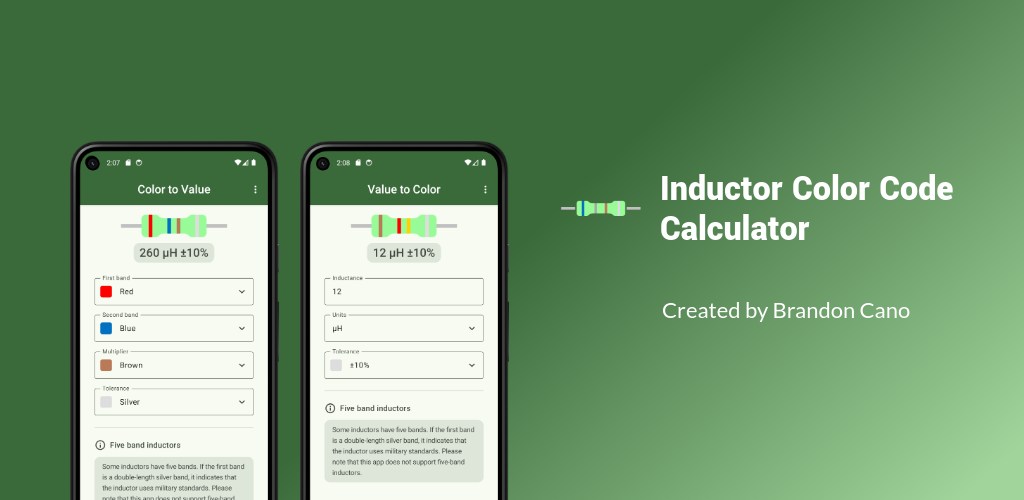 2:07
Color to Value
260 µH ±10%
First band
Red
Second band
Blue
Multiplier
Brown
Tolerance
Silver
Five band inductors
Some inductors have five bands. If the first band
is a double-length silver band, it indicates that
the inductor uses military standards. Please
note that this app does not support five-band
2:08
Value to Color
12 µH ±10%
Inductance
12
Units
µH
Tolerance
±10%
Five band inductors
Some inductors have five bands. If the first band
is a double-length silver band, it indicates that
the inductor uses military standards. Please
note that this app does not support five-band
inductors.
Inductor Color Code
Calculator
Created by Brandon Cano